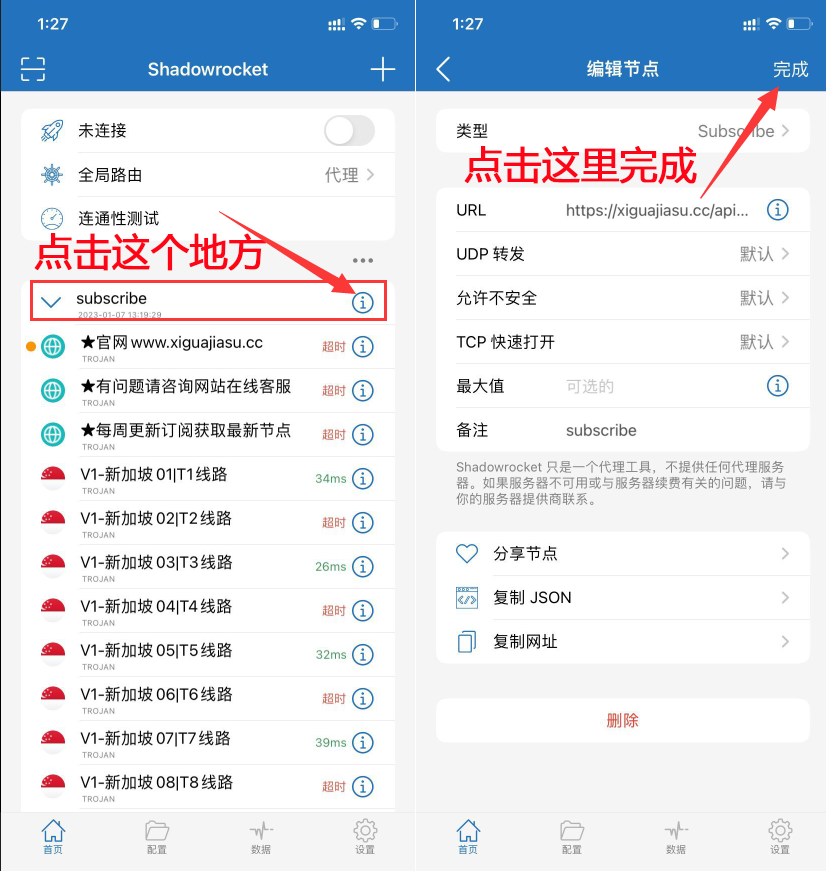 1:27
Shadowrocket
未连接
全局路由
代理
连通性测试
点击这个地方
subscribe
2023-01-07 13:19:29
★官网 www.xiguajiasu.cc
超时
TROJAN
★有问题请咨询网站在线客服
超时
TROJAN
★每周更新订阅获取最新节点
超时
TROJAN
V1-新加坡 01|T1线路
34ms
TROJAN
V1-新加坡 02|T2 线路
超时
TROJAN
V1-新加坡 03|T3 线路
26ms
TROJAN
V1-新加坡 04|T4 线路
超时
TROJAN
V1-新加坡 05|T5 线路
32ms
TROJAN
V1-新加坡 06|T6 线路
超时
TROJAN
V1-新加坡 07|T7 线路
39ms
TROJAN
V1-新加坡 08|T8 线路
超时
TROJAN
首页
配置
数据
设置
1:27
编辑节点
完成
类型
Subscribe
点击这里完成
URL
https://xiguajiasu.cc/api...
UDP 转发
默认
允许不安全
默认
TCP 快速打开
默认
最大值
可选的
备注
subscribe
Shadowrocket 只是一个代理工具，不提供任何代理服务
器。如果服务器不可用或与服务器续费有关的问题，请与
你的服务器提供商联系。
分享节点
复制 JSON
复制网址
删除
首页
配置
数据
设置